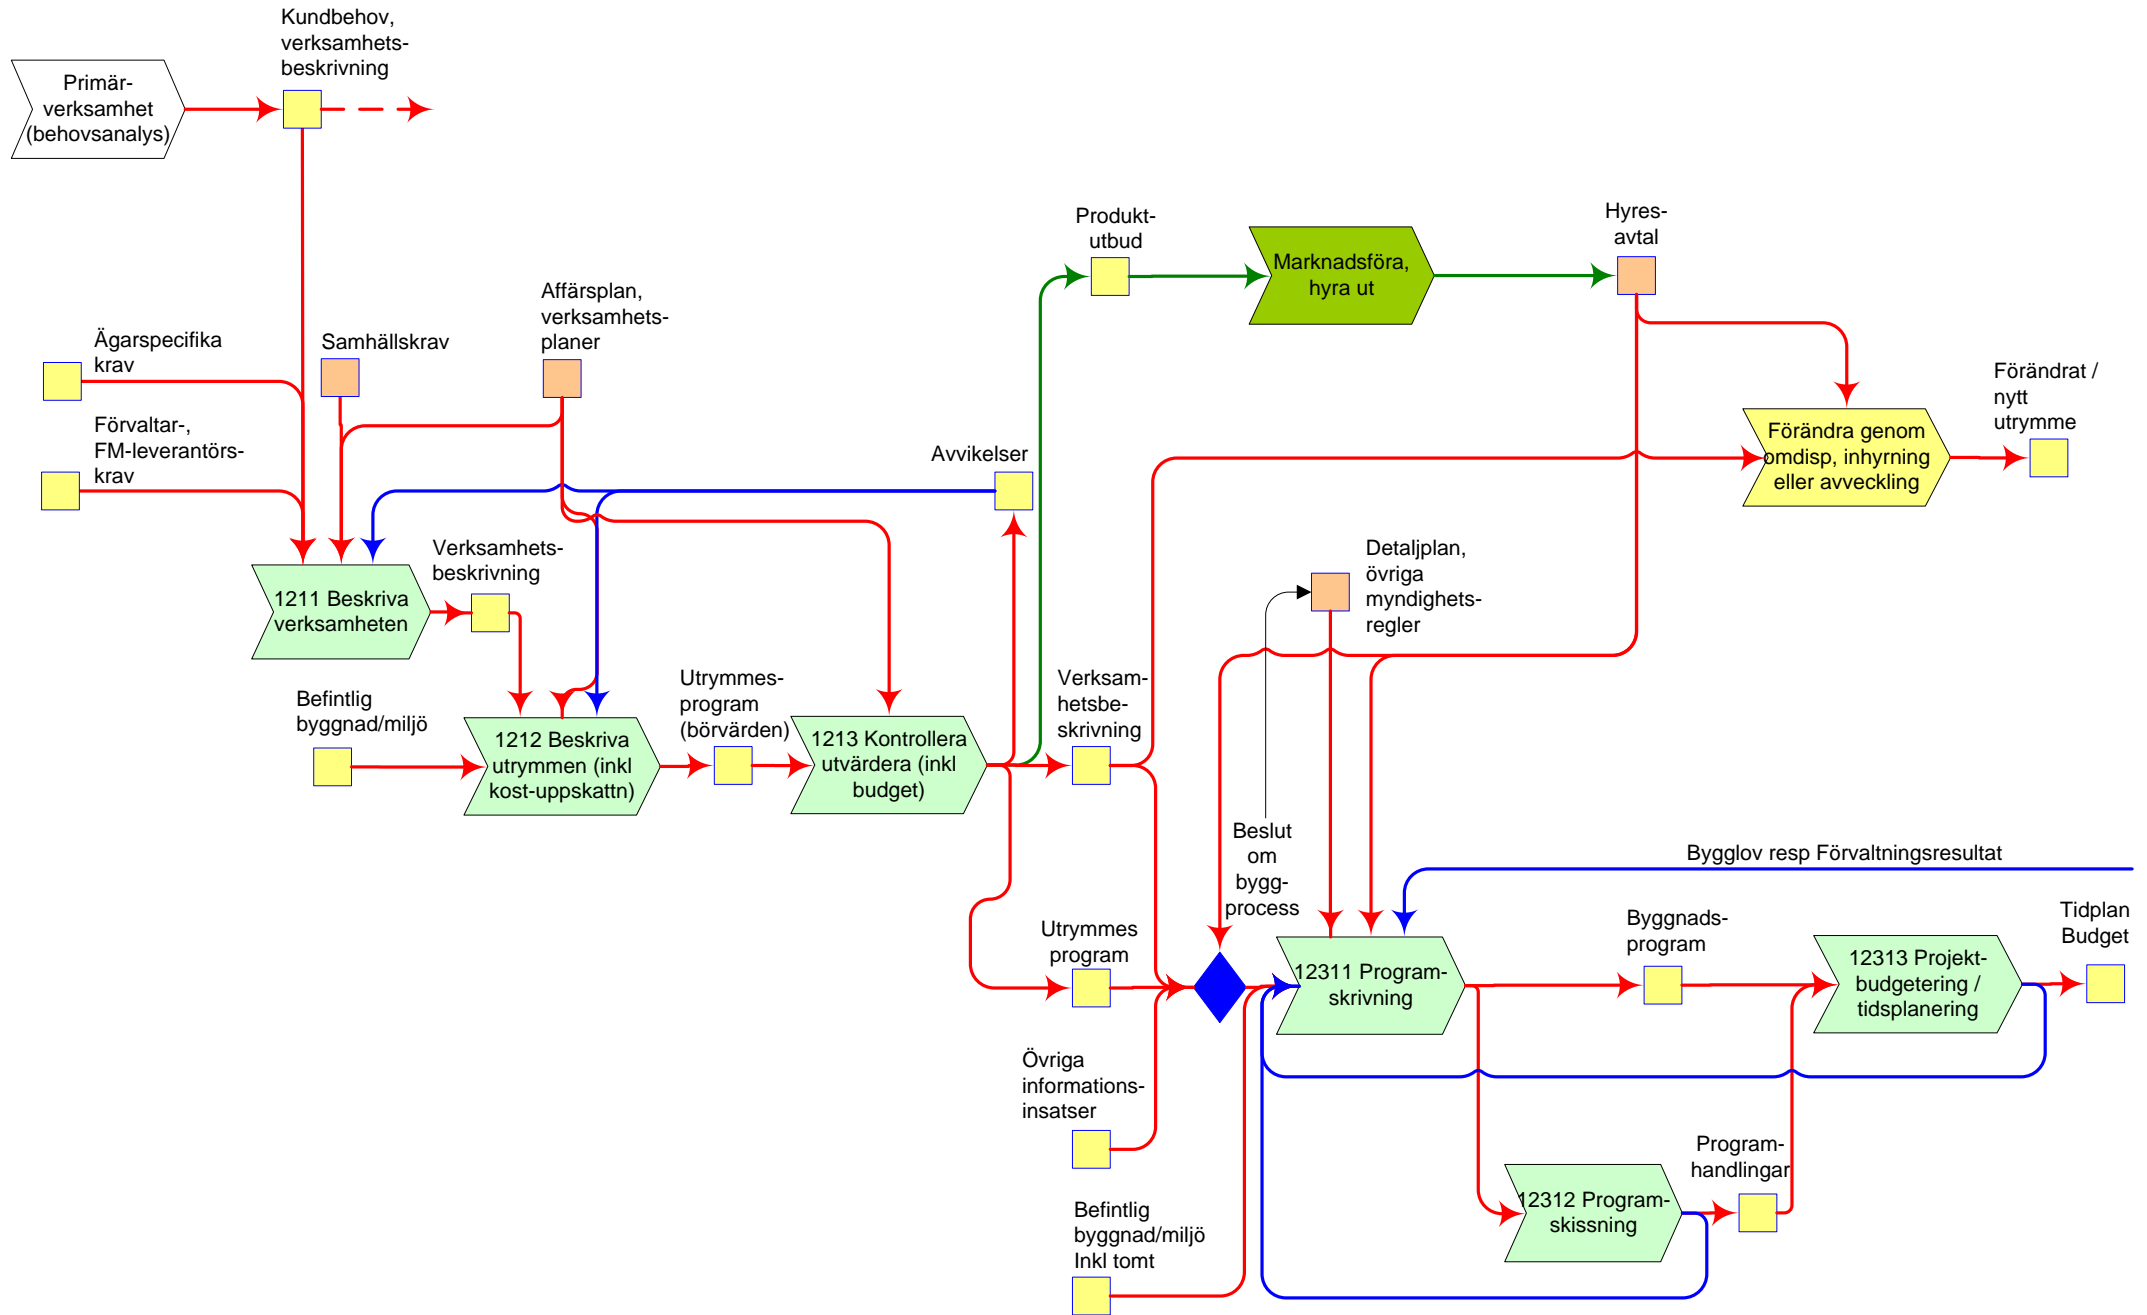 Kundbehov,
verksamhets-
beskrivning
Primär-
verksamhet
(behovsanalys)
Produkt-
utbud
Marknadsföra,
hyra ut
Hyres-
avtal
Affärsplan,
verksamhets-
planer
Samhällskrav
Ägarspecifika
krav
Förvaltar-,
FM-leverantörs-
krav
Avvikelser
Förändra genom
omdisp, inhyrning
eller avveckling
Förändrat /
nytt
utrymme
Verksamhets-
beskrivning
1211 Beskriva
verksamheten
Detaljplan,
övriga
myndighets-
regler
Befintlig
byggnad/miljö
1212 Beskriva
utrymmen (inkl
kost-uppskattn)
Utrymmes-
program
(börvärden)
1213 Kontrollera
utvärdera (inkl
budget)
Verksam-
hetsbe-
skrivning
Beslut
om
bygg-
process
Bygglov resp Förvaltningsresultat
Utrymmes
program
12311 Program-
skrivning
Byggnads-
program
12313 Projekt-
budgetering /
tidsplanering
Tidplan
Budget
Övriga
informations-
insatser
12312 Program-
skissning
Program-
handlingar
Befintlig
byggnad/miljö
Inkl tomt